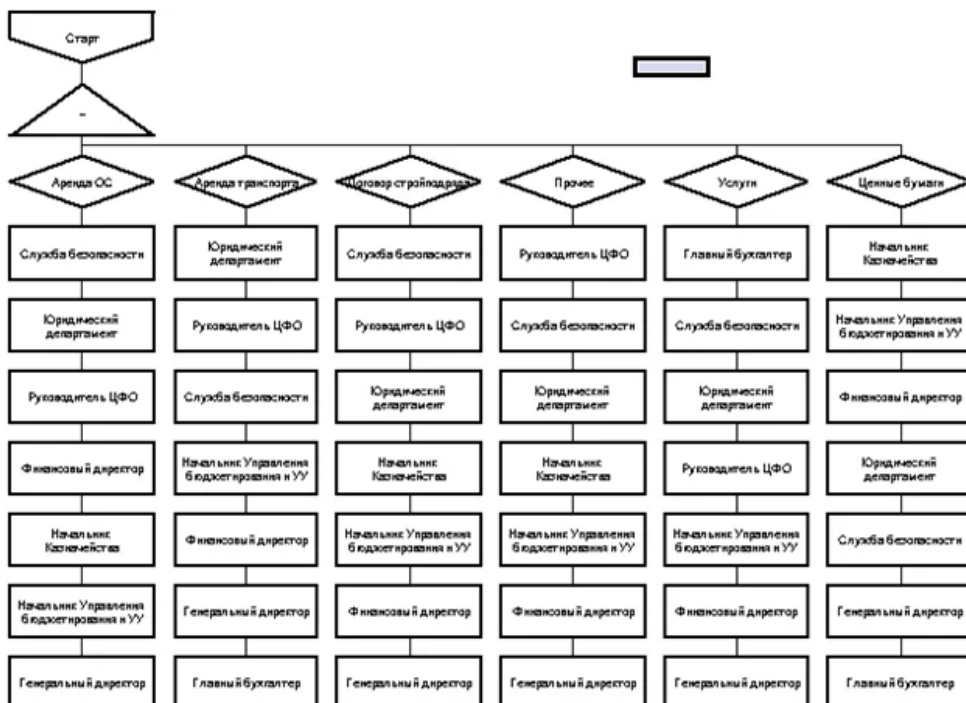 Старт
Аренда ОС
Аренда транспорта
Договор стройподряда
Прочее
Услуги
Ценные бумаги
Служба безопасности
Юридический
департамент
Служба безопасности
Руководитель ЦФО
Главный бухгалтер
Начальник
Казначейства
Юридический
департамент
Руководитель ЦФО
Руководитель ЦФО
Служба безопасности
Служба безопасности
Начальник Управления
бюджетирования и УУ
Руководитель ЦФО
Служба безопасности
Юридический
департамент
Юридический
департамент
Юридический
департамент
Финансовый директор
Финансовый директор
Начальник Управления
бюджетирования и УУ
Начальник
Казначейства
Начальник
Казначейства
Руководитель ЦФО
Юридический
департамент
Начальник
Казначейства
Финансовый директор
Начальник Управления
бюджетирования и УУ
Начальник Управления
бюджетирования и УУ
Начальник Управления
бюджетирования и УУ
Служба безопасности
Начальник Управления
бюджетирования и УУ
Генеральный директор
Финансовый директор
Финансовый директор
Финансовый директор
Генеральный директор
Генеральный директор
Главный бухгалтер
Генеральный директор
Генеральный директор
Генеральный директор
Главный бухгалтер